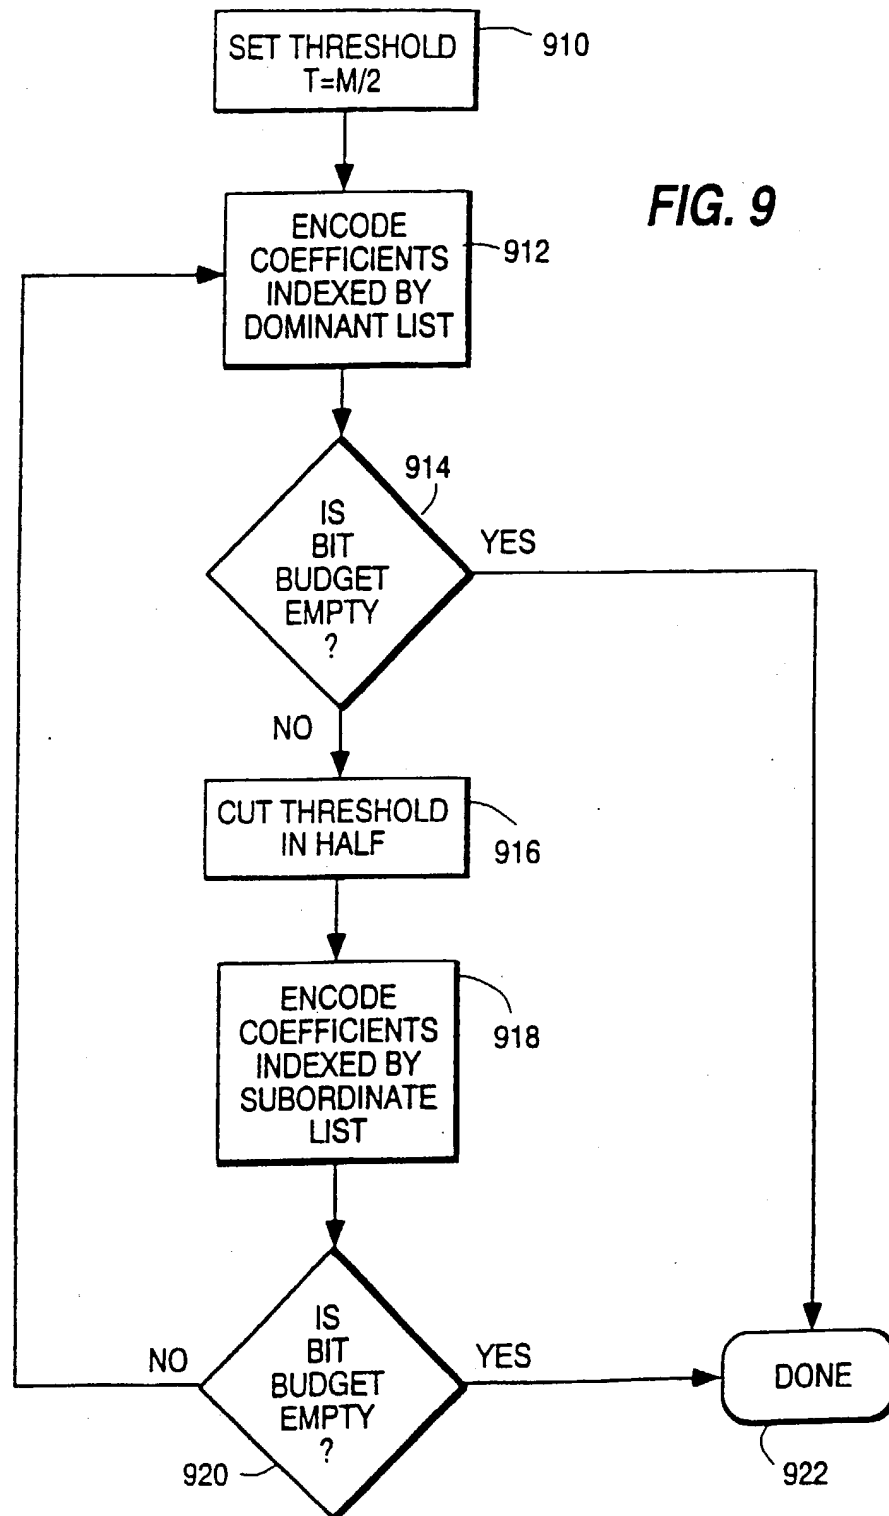 SET THRESHOLD
T=M/2
910
FIG. 9
ENCODE
COEFFICIENTS
INDEXED BY
DOMINANT LIST
912
914
IS
BIT
BUDGET
EMPTY
?
YES
NO
CUT THRESHOLD
IN HALF
916
ENCODE
COEFFICIENTS
INDEXED BY
SUBORDINATE
LIST
918
IS
BIT
BUDGET
EMPTY
?
NO
YES
920
DONE
922